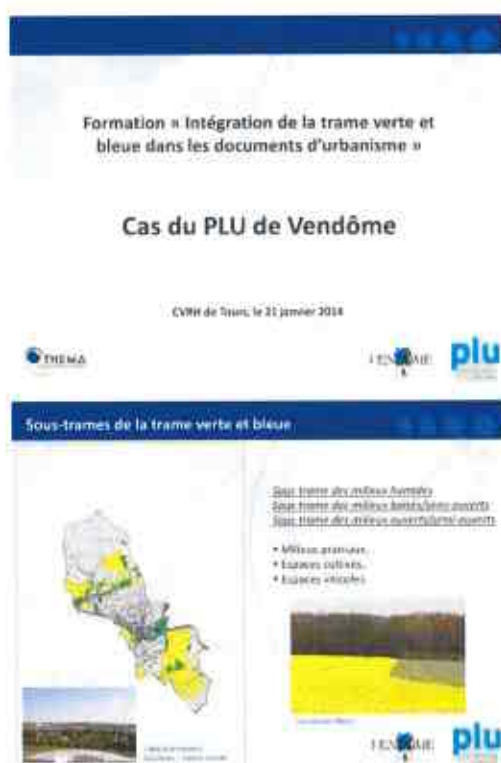 Formation « Intégration de la trame verte et
bleue dans les documents d'urbanisme »
Cas du PLU de Vendôme
CVRH de Tours, le 21 janvier 2014
THEMA
VENDÔME
plu
Sous-trames de la trame verte et bleue
Sous trame des milieux humides
Sous trame des milieux boisés/semi ouverts
Sous trame des milieux ouverts/semi ouverts
• Milieux prairiaux,
• Espaces cultivés,
• Espaces viticoles
VENDÔME
plu